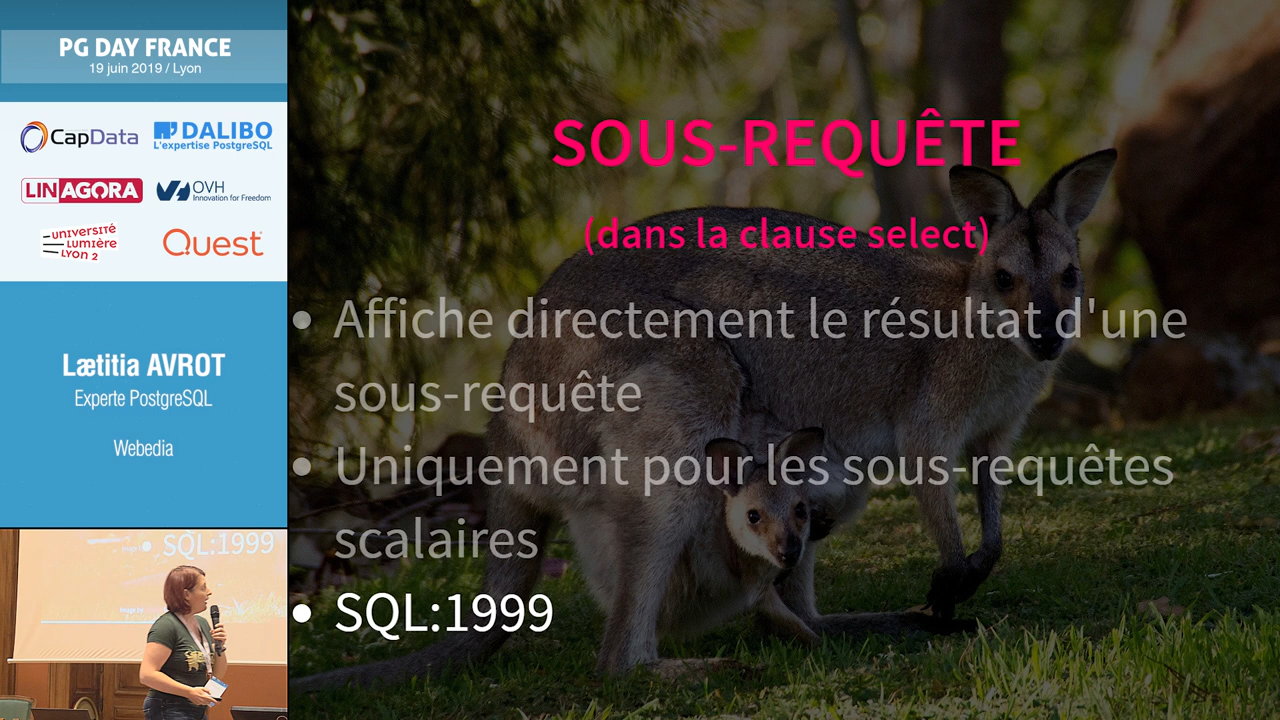 PG DAY FRANCE
19 juin 2019 / Lyon
CapData
DALIBO
L'expertise PostgreSQL
LINAGORA
OVH
Innovation for Freedom
UNIVERSITÉ
LUMIÈRE
LYON 2
Quest
Lætitia AVROT
Experte PostgreSQL
Webedia
SQL:1999
SOUS-REQUÊTE
(dans la clause select)
• Affiche directement le résultat d'une
sous-requête
• Uniquement pour les sous-requêtes
scalaires
• SQL:1999